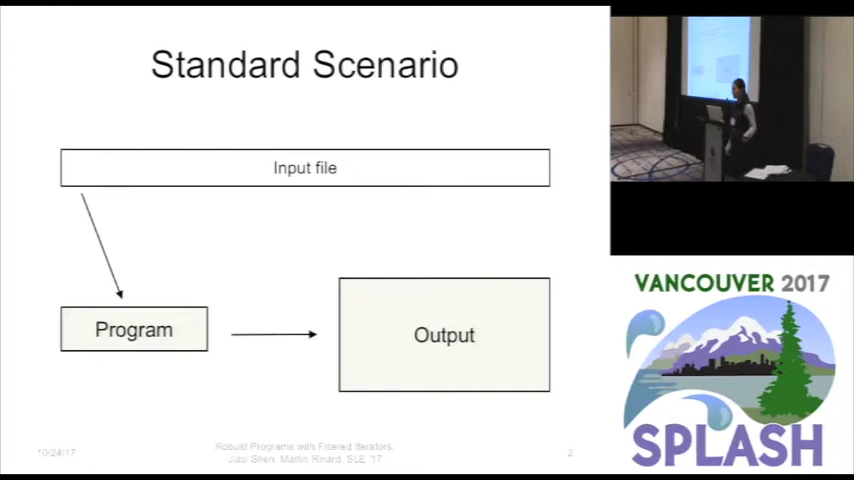 Standard Scenario
Input file
Program
Output
10/24/17
Robust Programs with Filtered Iterators,
Jiasi Shen, Martin Rinard, SLE '17
2
VANCOUVER 2017
SPLASH